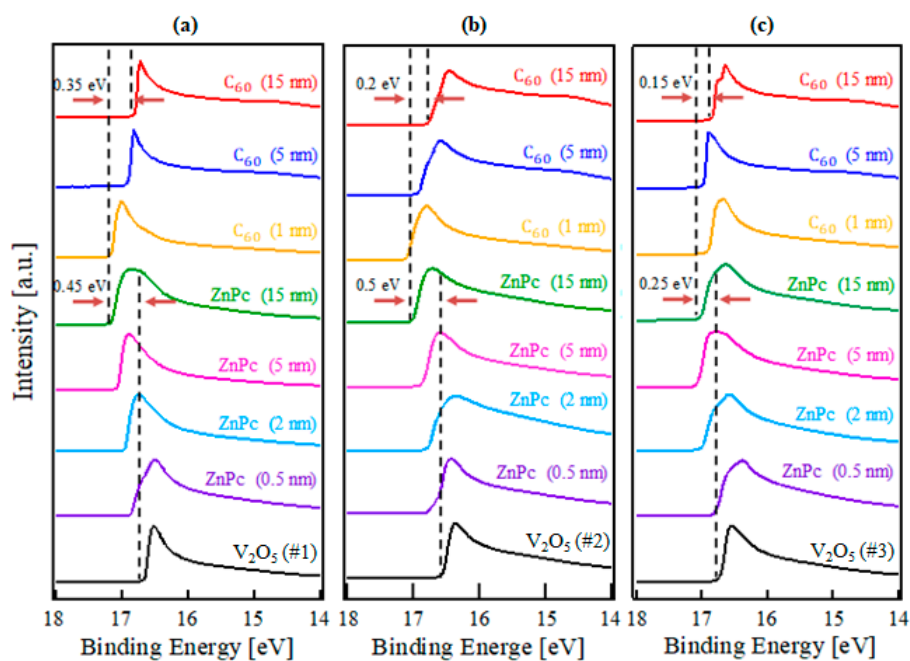 (a)
(b)
(c)
Intensity [a.u.]
0.35 eV
C₆₀ (15 nm)
C₆₀ (5 nm)
C₆₀ (1 nm)
0.45 eV
ZnPc (15 nm)
ZnPc (5 nm)
ZnPc (2 nm)
ZnPc (0.5 nm)
V₂O₅ (#1)
18 17 16 15 14
Binding Energy [eV]
0.2 eV
C₆₀ (15 nm)
C₆₀ (5 nm)
C₆₀ (1 nm)
0.5 eV
ZnPc (15 nm)
ZnPc (5 nm)
ZnPc (2 nm)
ZnPc (0.5 nm)
V₂O₅ (#2)
18 17 16 15 14
Binding Energe [eV]
0.15 eV
C₆₀ (15 nm)
C₆₀ (5 nm)
C₆₀ (1 nm)
0.25 eV
ZnPc (15 nm)
ZnPc (5 nm)
ZnPc (2 nm)
ZnPc (0.5 nm)
V₂O₅ (#3)
18 17 16 15 14
Binding Energy [eV]